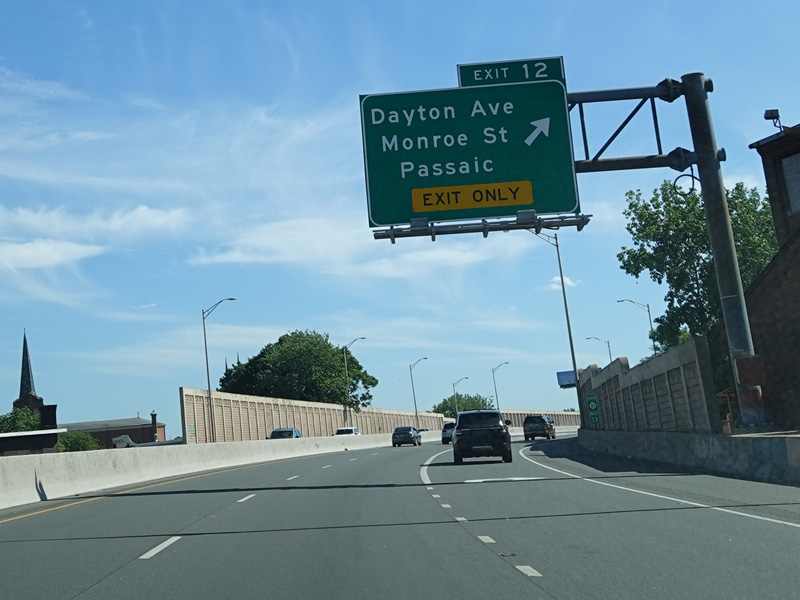 EXIT 12
Dayton Ave
Monroe St
Passaic
EXIT ONLY